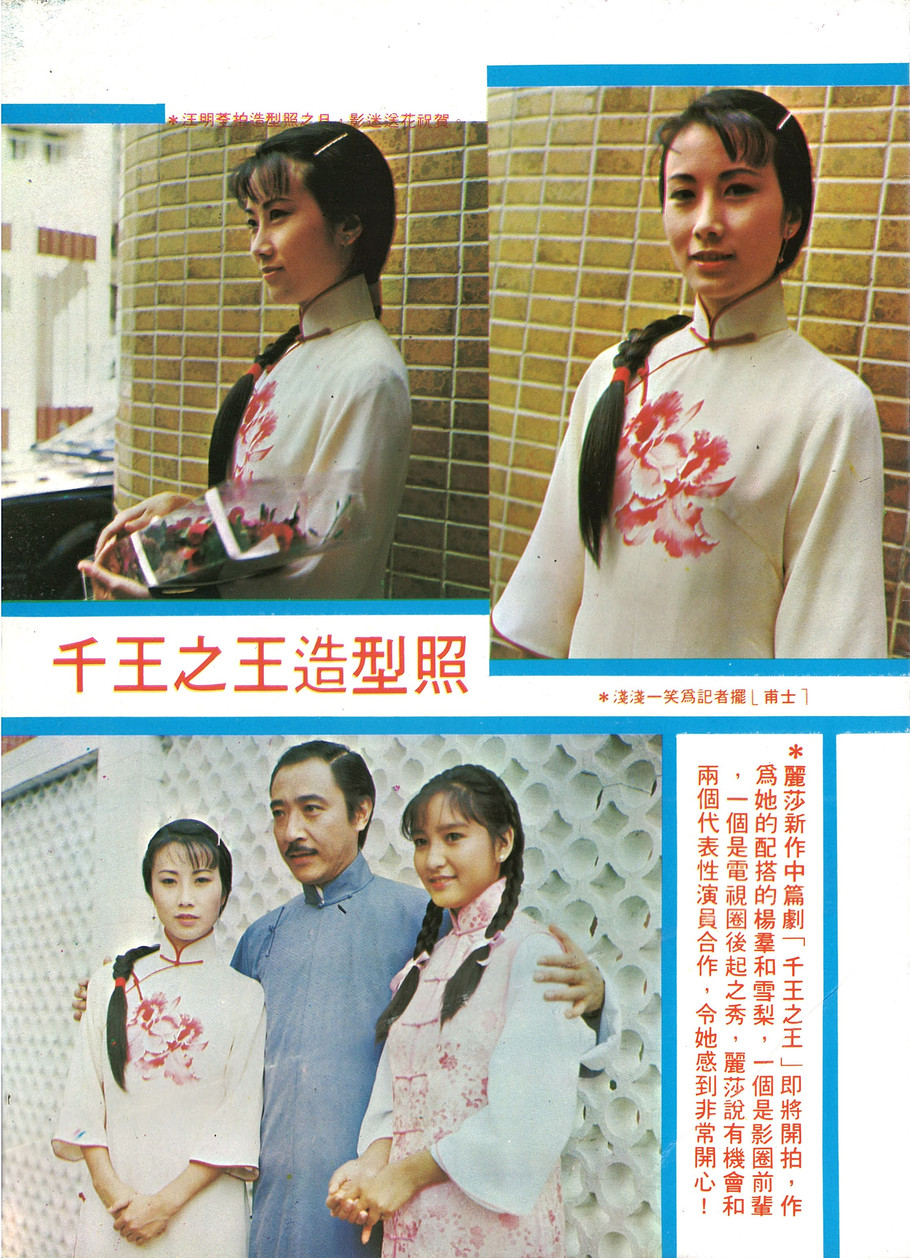 ＊汪明荃拍造型照之日，影迷送花祝賀。
千王之王造型照
＊淺淺一笑爲記者擺「甫士」
＊麗莎新作中篇劇「千王之王」即將開拍，作
爲她的配搭的楊羣和雪梨，一個是影圈前輩
，一個是電視圈後起之秀，麗莎說有機會和
兩個代表性演員合作，令她感到非常開心！